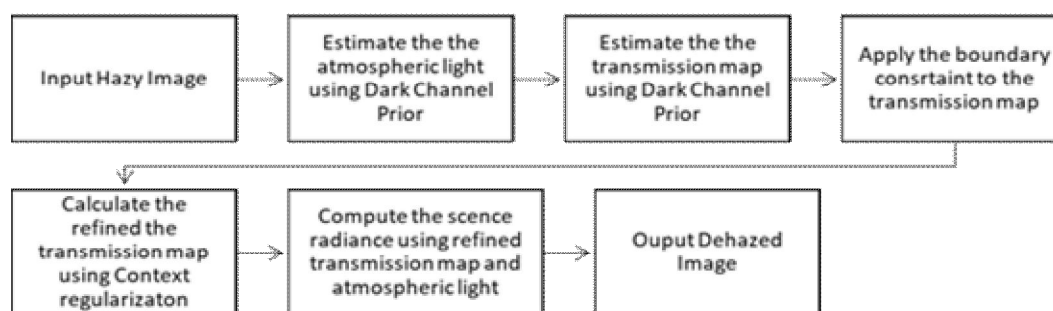 Input Hazy Image
Estimate the the
atmospheric light
using Dark Channel
Prior
Estimate the the
transmission map
using Dark Channel
Prior
Apply the boundary
consrtaint to the
transmission map
Calculate the
refined the
transmission map
using Context
regularizaton
Compute the scence
radiance using refined
transmission map and
atmospheric light
Ouput Dehazed
Image